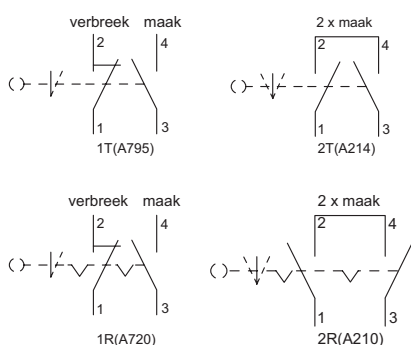 verbreek maak
2 4
1 3
1T(A795)
2 x maak
2 4
1 3
2T(A214)
verbreek maak
2 4
1 3
1R(A720)
2 x maak
2 4
1 3
2R(A210)